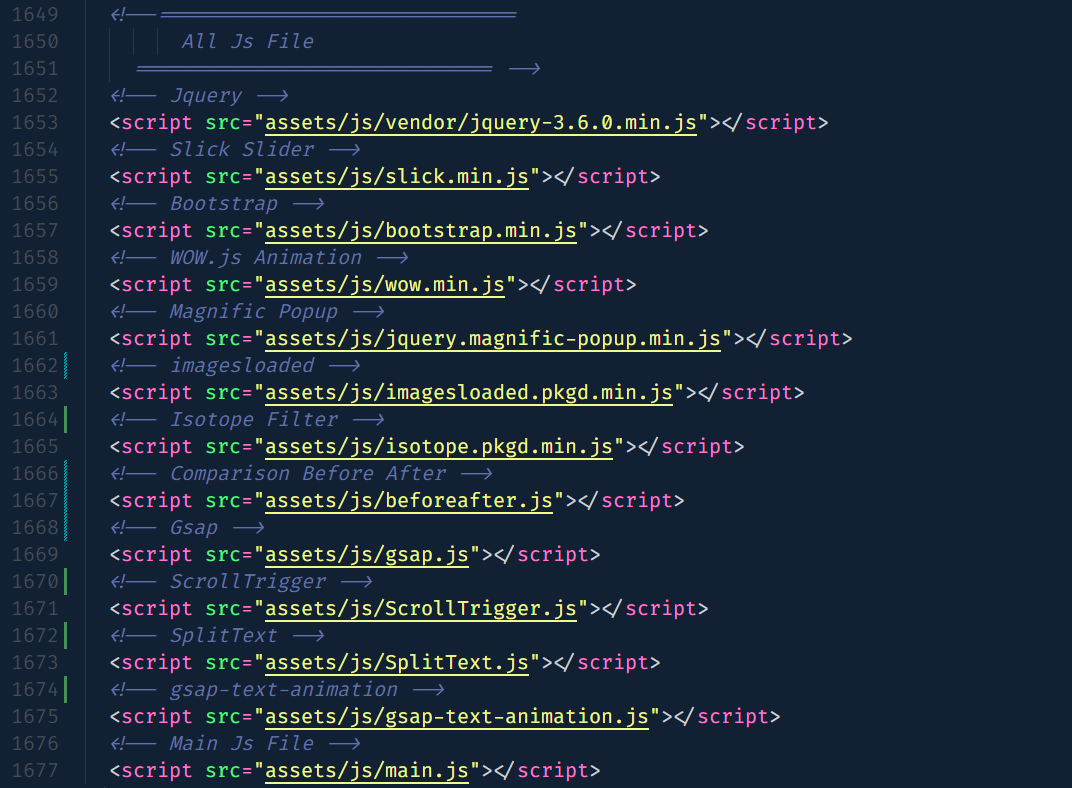 1649 <!--==============================
1650 All Js File
1651 ============================== -->
1652 <!-- Jquery -->
1653 <script src="assets/js/vendor/jquery-3.6.0.min.js"></script>
1654 <!-- Slick Slider -->
1655 <script src="assets/js/slick.min.js"></script>
1656 <!-- Bootstrap -->
1657 <script src="assets/js/bootstrap.min.js"></script>
1658 <!-- WOW.js Animation -->
1659 <script src="assets/js/wow.min.js"></script>
1660 <!-- Magnific Popup -->
1661 <script src="assets/js/jquery.magnific-popup.min.js"></script>
1662 <!-- imagesloaded -->
1663 <script src="assets/js/imagesloaded.pkgd.min.js"></script>
1664 <!-- Isotope Filter -->
1665 <script src="assets/js/isotope.pkgd.min.js"></script>
1666 <!-- Comparison Before After -->
1667 <script src="assets/js/beforeafter.js"></script>
1668 <!-- Gsap -->
1669 <script src="assets/js/gsap.js"></script>
1670 <!-- ScrollTrigger -->
1671 <script src="assets/js/ScrollTrigger.js"></script>
1672 <!-- SplitText -->
1673 <script src="assets/js/SplitText.js"></script>
1674 <!-- gsap-text-animation -->
1675 <script src="assets/js/gsap-text-animation.js"></script>
1676 <!-- Main Js File -->
1677 <script src="assets/js/main.js"></script>